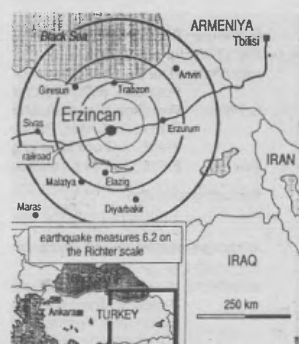 ARMENIYA
Black Sea
Tbilisi
Artvin
Giresun
Trabzon
Erzincan
Sivas
Erzurum
railroad
IRAN
Malatya
Elazig
Maras
Diyarbakir
earthquake measures 6.2 on
the Richter scale
IRAQ
Ankara
TURKEY
250 km